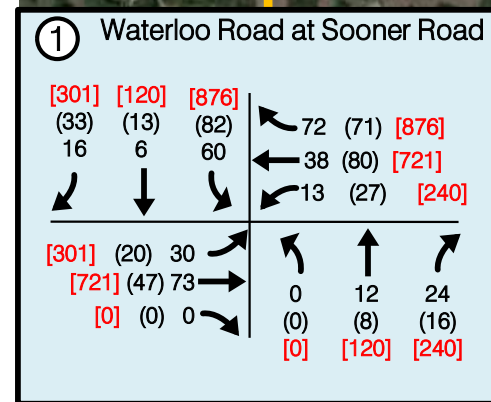 1 Waterloo Road at Sooner Road
[301] [120] [876]
(33) (13) (82)
16 6 60
72 (71) [876]
38 (80) [721]
13 (27) [240]
[301] (20) 30
[721] (47) 73
[0] (0) 0
0 12 24
(0) (8) (16)
[0] [120] [240]